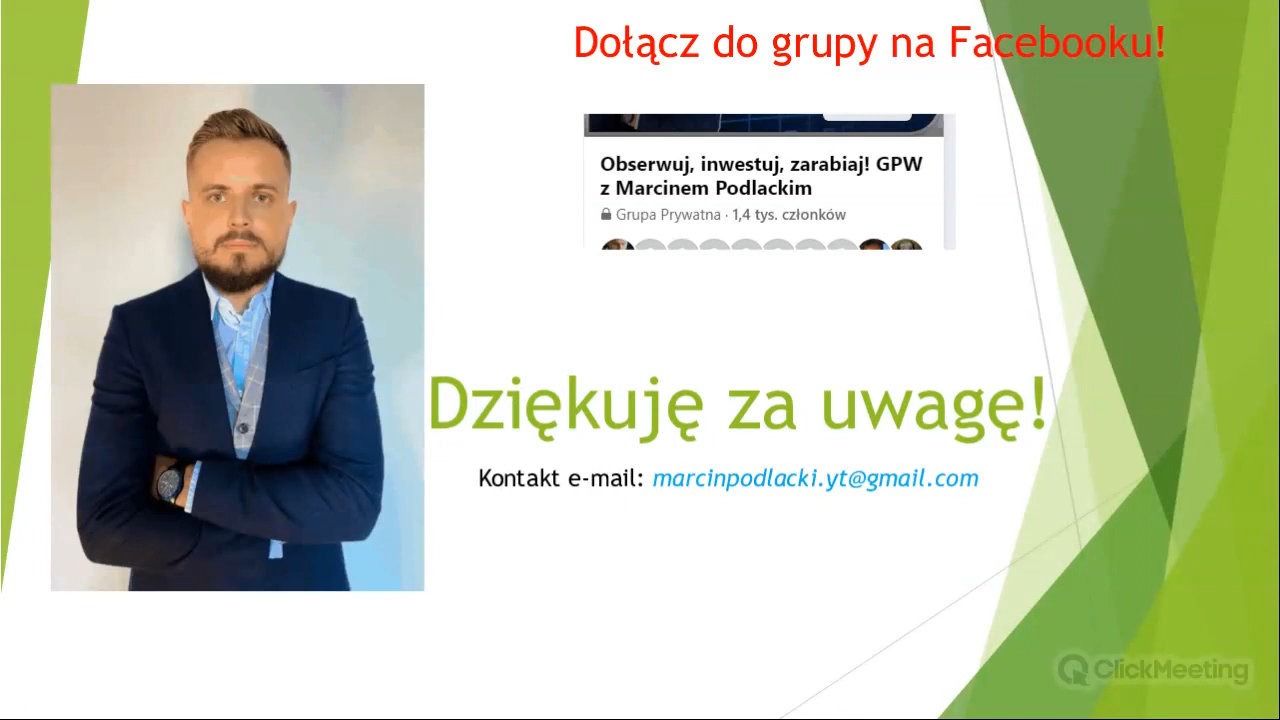 Dołącz do grupy na Facebooku!
Obserwuj, inwestuj, zarabiaj! GPW
z Marcinem Podlackim
Grupa Prywatna · 1,4 tys. członków
Dziękuję za uwagę!
Kontakt e-mail: marcinpodlacki.yt@gmail.com
ClickMeeting